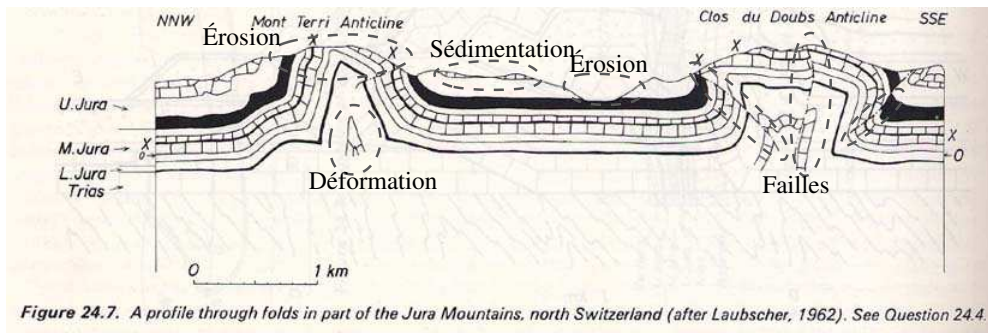 NNW Mont Terri Anticline Clos du Doubs Anticline SSE
Érosion
Sédimentation
Érosion
X X X X
U. Jura
M. Jura
X
0
X
0
L. Jura
Trias
Déformation
Failles
0 1 km
Figure 24.7. A profile through folds in part of the Jura Mountains, north Switzerland (after Laubscher, 1962). See Question 24.4.